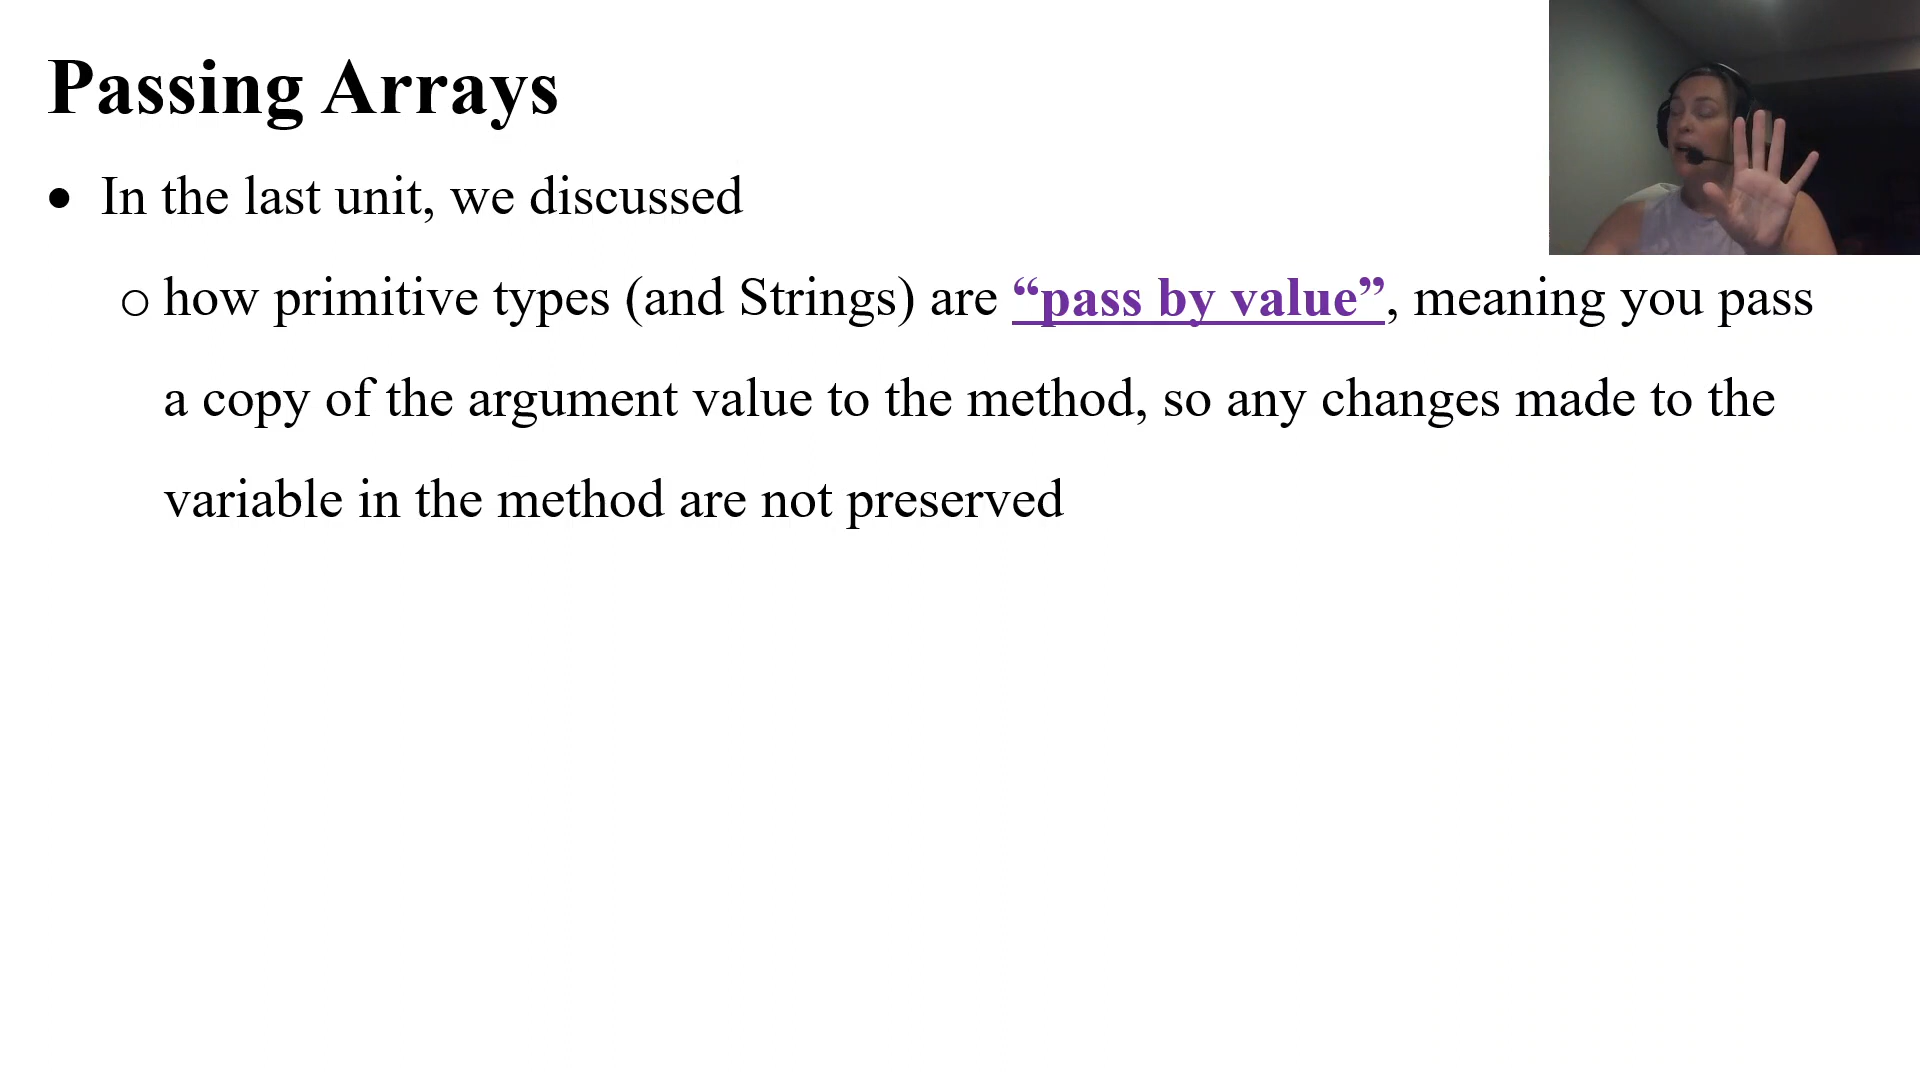 Passing Arrays
• In the last unit, we discussed
o how primitive types (and Strings) are “pass by value”, meaning you pass
a copy of the argument value to the method, so any changes made to the
variable in the method are not preserved